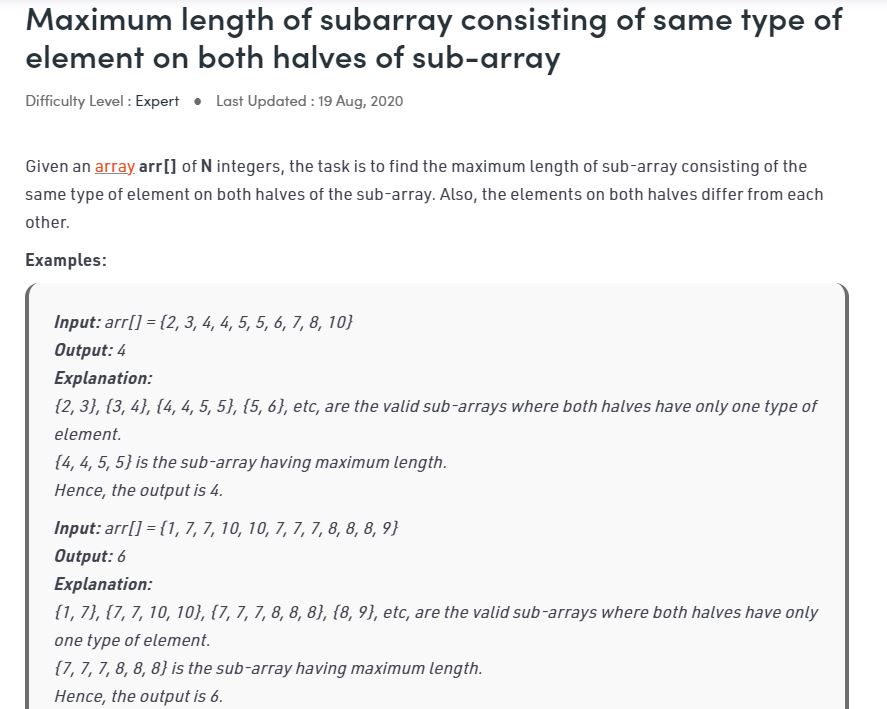 Maximum length of subarray consisting of same type of
element on both halves of sub-array
Difficulty Level : Expert ● Last Updated : 19 Aug, 2020
Given an array arr[] of N integers, the task is to find the maximum length of sub-array consisting of the
same type of element on both halves of the sub-array. Also, the elements on both halves differ from each
other.
Examples:
Input: arr[] = {2, 3, 4, 4, 5, 5, 6, 7, 8, 10}
Output: 4
Explanation:
{2, 3}, {3, 4}, {4, 4, 5, 5}, {5, 6}, etc, are the valid sub-arrays where both halves have only one type of
element.
{4, 4, 5, 5} is the sub-array having maximum length.
Hence, the output is 4.
Input: arr[] = {1, 7, 7, 10, 10, 7, 7, 7, 8, 8, 8, 9}
Output: 6
Explanation:
{1, 7}, {7, 7, 10, 10}, {7, 7, 7, 8, 8, 8}, {8, 9}, etc, are the valid sub-arrays where both halves have only
one type of element.
{7, 7, 7, 8, 8, 8} is the sub-array having maximum length.
Hence, the output is 6.